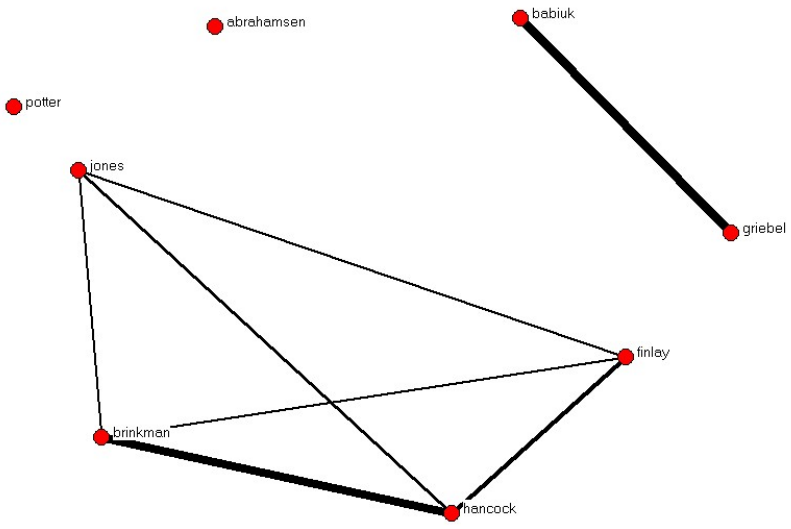 babiuk
abrahamsen
potter
jones
griebel
finlay
brinkman
hancock